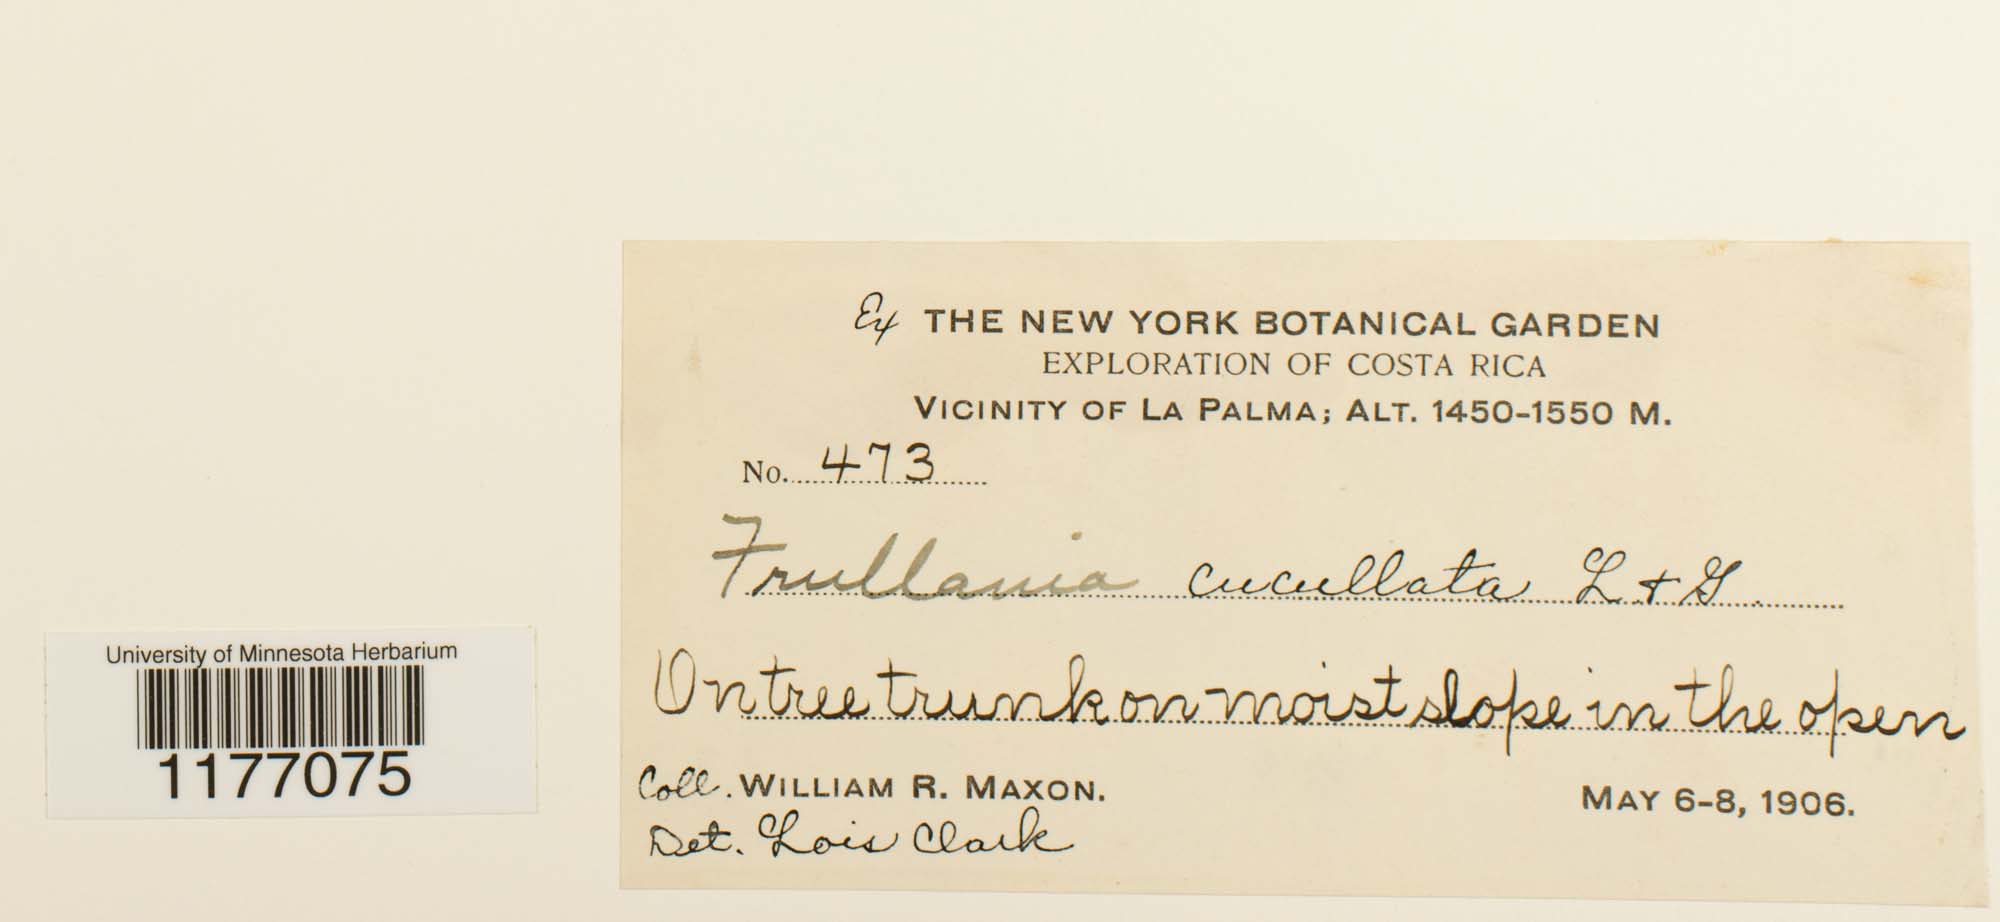 Ex THE NEW YORK BOTANICAL GARDEN
EXPLORATION OF COSTA RICA
VICINITY OF LA PALMA; ALT. 1450-1550 M.
No. 473
Frullania cucullata L. & G.
On tree trunk on moist slope in the open
Coll. WILLIAM R. MAXON.
MAY 6-8, 1906.
Det. Lois Clark
University of Minnesota Herbarium
1177075